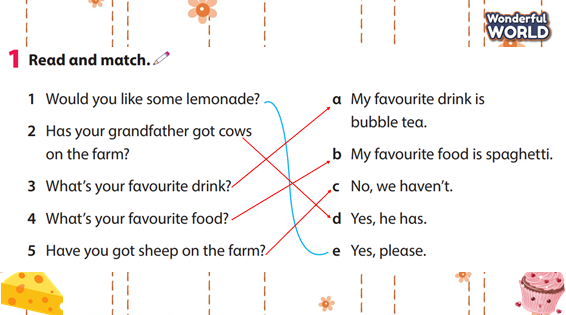 Wonderful
WORLD
1 Read and match.
1 Would you like some lemonade?
2 Has your grandfather got cows
on the farm?
3 What's your favourite drink?
4 What's your favourite food?
5 Have you got sheep on the farm?
a My favourite drink is
bubble tea.
b My favourite food is spaghetti.
c No, we haven't.
d Yes, he has.
e Yes, please.